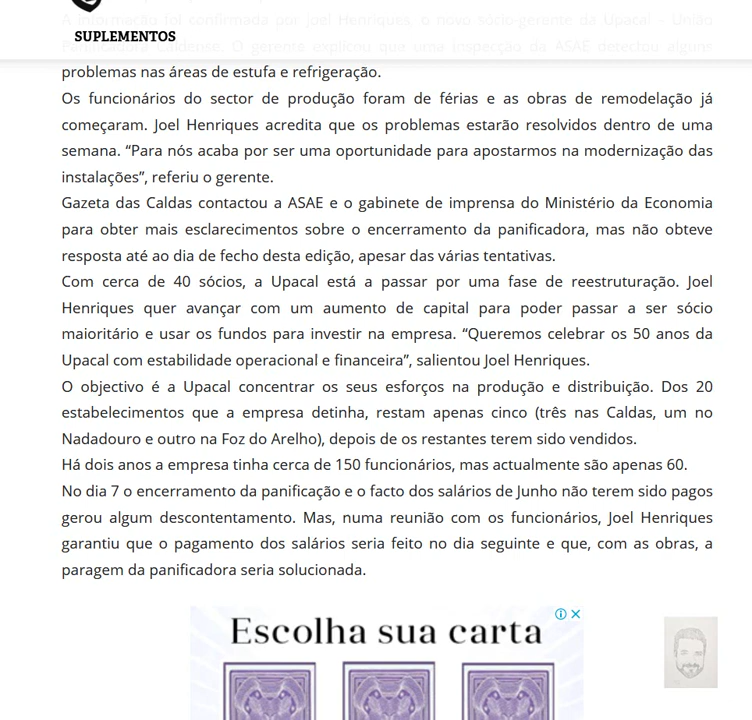 A informação foi confirmada por Joel Henriques, o novo sócio-gerente da Upacal – União
SUPLEMENTOS
Panificadora Caldense. O gerente explicou que uma inspecção da ASAE detectou alguns
problemas nas áreas de estufa e refrigeração.
Os funcionários do sector de produção foram de férias e as obras de remodelação já
começaram. Joel Henriques acredita que os problemas estarão resolvidos dentro de uma
semana. “Para nós acaba por ser uma oportunidade para apostarmos na modernização das
instalações”, referiu o gerente.
Gazeta das Caldas contactou a ASAE e o gabinete de imprensa do Ministério da Economia
para obter mais esclarecimentos sobre o encerramento da panificadora, mas não obteve
resposta até ao dia de fecho desta edição, apesar das várias tentativas.
Com cerca de 40 sócios, a Upacal está a passar por uma fase de reestruturação. Joel
Henriques quer avançar com um aumento de capital para poder passar a ser sócio
maioritário e usar os fundos para investir na empresa. “Queremos celebrar os 50 anos da
Upacal com estabilidade operacional e financeira”, salientou Joel Henriques.
O objectivo é a Upacal concentrar os seus esforços na produção e distribuição. Dos 20
estabelecimentos que a empresa detinha, restam apenas cinco (três nas Caldas, um no
Nadadouro e outro na Foz do Arelho), depois de os restantes terem sido vendidos.
Há dois anos a empresa tinha cerca de 150 funcionários, mas actualmente são apenas 60.
No dia 7 o encerramento da panificação e o facto dos salários de Junho não terem sido pagos
gerou algum descontentamento. Mas, numa reunião com os funcionários, Joel Henriques
garantiu que o pagamento dos salários seria feito no dia seguinte e que, com as obras, a
paragem da panificadora seria solucionada.
Escolha sua carta